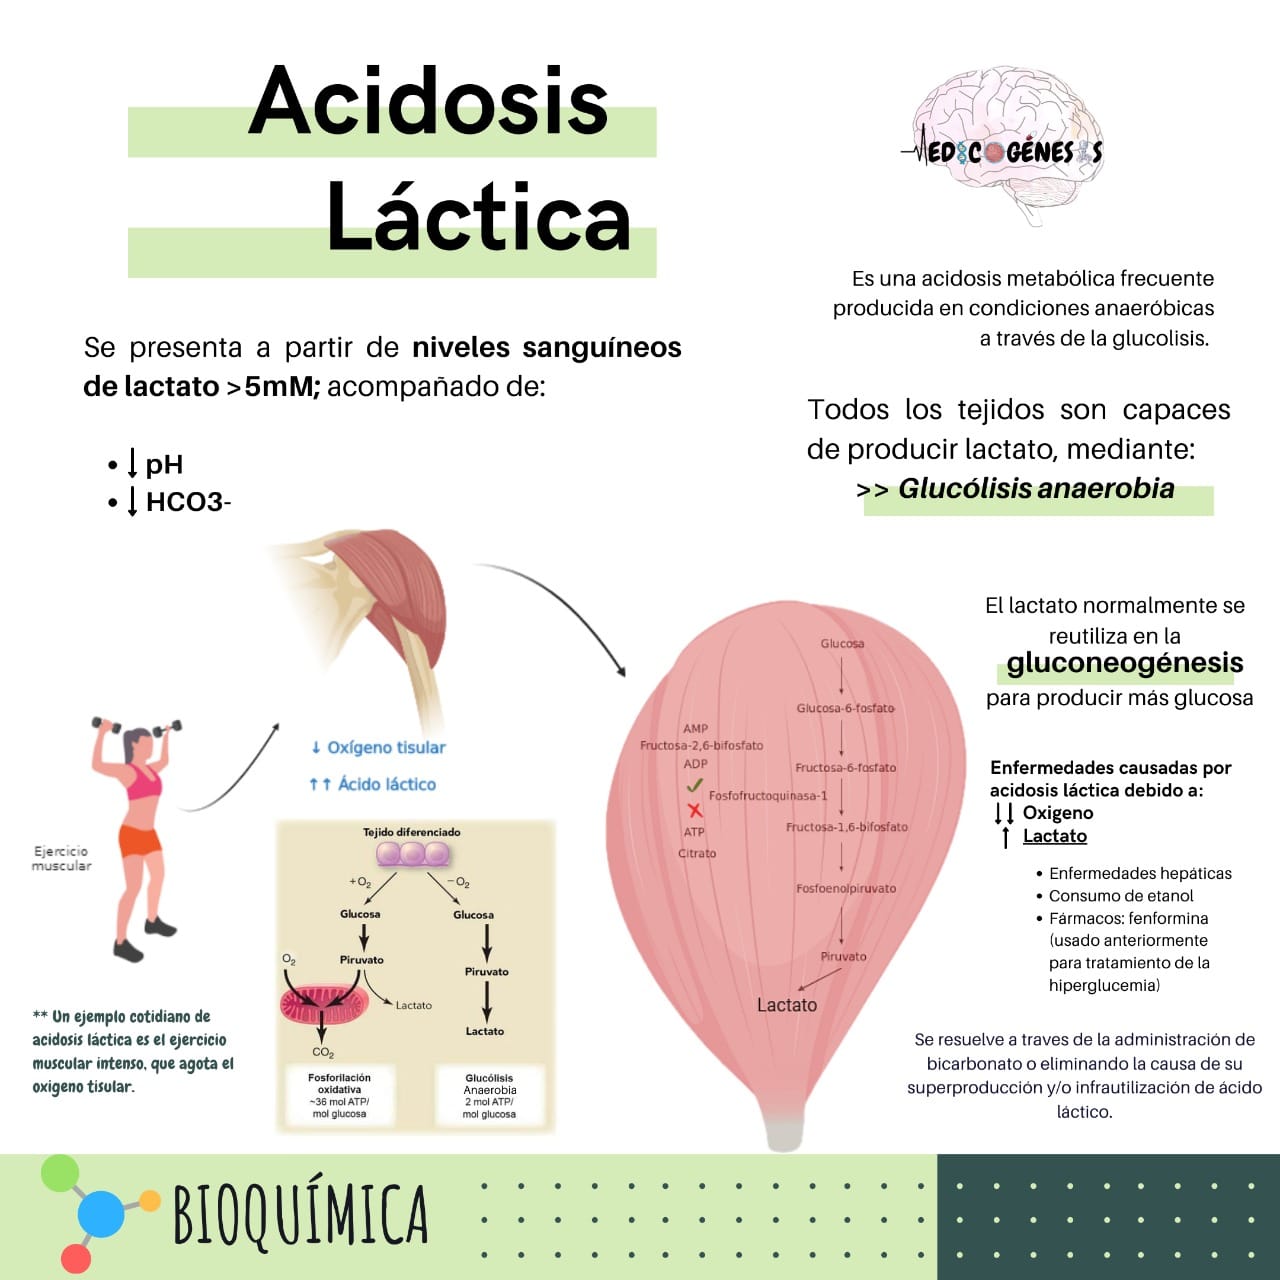 Acidosis
Láctica
MEDICOGÉNESIS
Es una acidosis metabólica frecuente
producida en condiciones anaeróbicas
a través de la glucolisis.
Se presenta a partir de niveles sanguíneos
de lactato >5mM; acompañado de:
• ↓ pH
• ↓ HCO3-
Todos los tejidos son capaces
de producir lactato, mediante:
>> Glucólisis anaerobia
El lactato normalmente se
reutiliza en la
gluconeogénesis
para producir más glucosa
Enfermedades causadas por
acidosis láctica debido a:
↓↓ Oxigeno
↑ Lactato
• Enfermedades hepáticas
• Consumo de etanol
• Fármacos: fenformina
(usado anteriormente
para tratamiento de la
hiperglucemia)
Se resuelve a traves de la administración de
bicarbonato o eliminando la causa de su
superproducción y/o infrautilización de ácido
láctico.
Ejercicio
muscular
** Un ejemplo cotidiano de
acidosis láctica es el ejercicio
muscular intenso, que agota el
oxigeno tisular.
↓ Oxígeno tisular
↑↑ Ácido láctico
Tejido diferenciado
+O₂
−O₂
Glucosa
Glucosa
O₂
Piruvato
Piruvato
Lactato
Lactato
CO₂
Fosforilación
oxidativa
~36 mol ATP/
mol glucosa
Glucólisis
Anaerobia
2 mol ATP/
mol glucosa
Glucosa
Glucosa-6-fosfato
Fructosa-6-fosfato
Fructosa-1,6-bifosfato
Fosfoenolpiruvato
Piruvato
Lactato
AMP
Fructosa-2,6-bifosfato
ADP
Fosfofructoquinasa-1
ATP
Citrato
BIOQUÍMICA